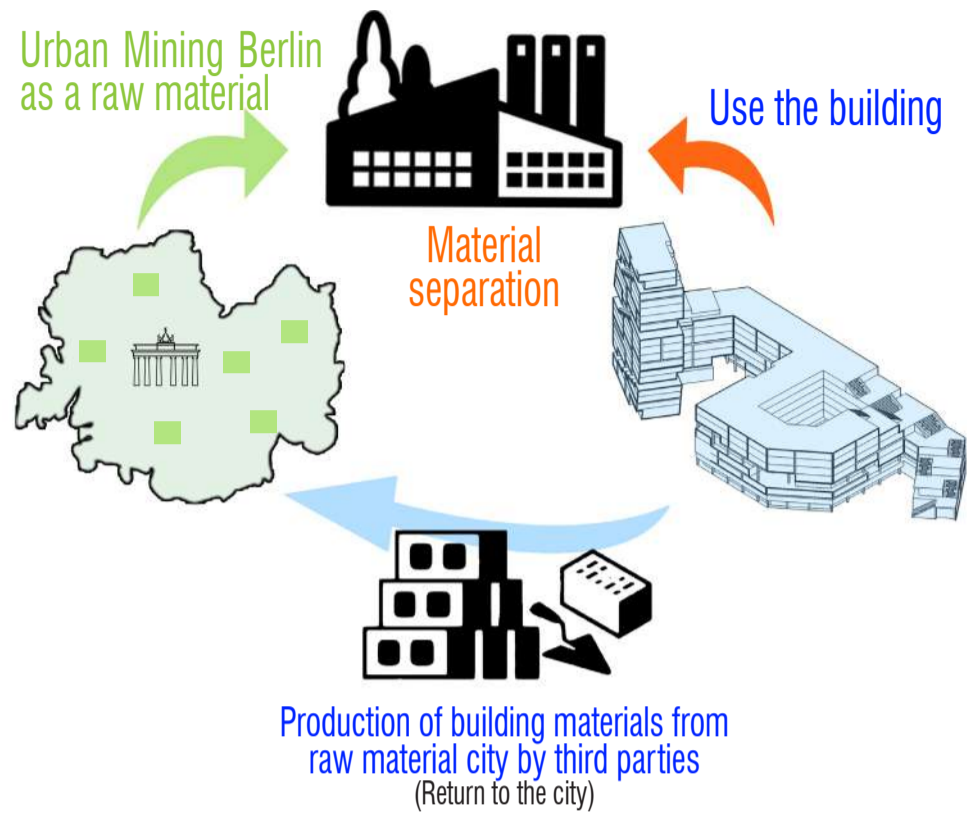 Urban Mining Berlin
as a raw material
Use the building
Material
separation
Production of building materials from
raw material city by third parties
(Return to the city)